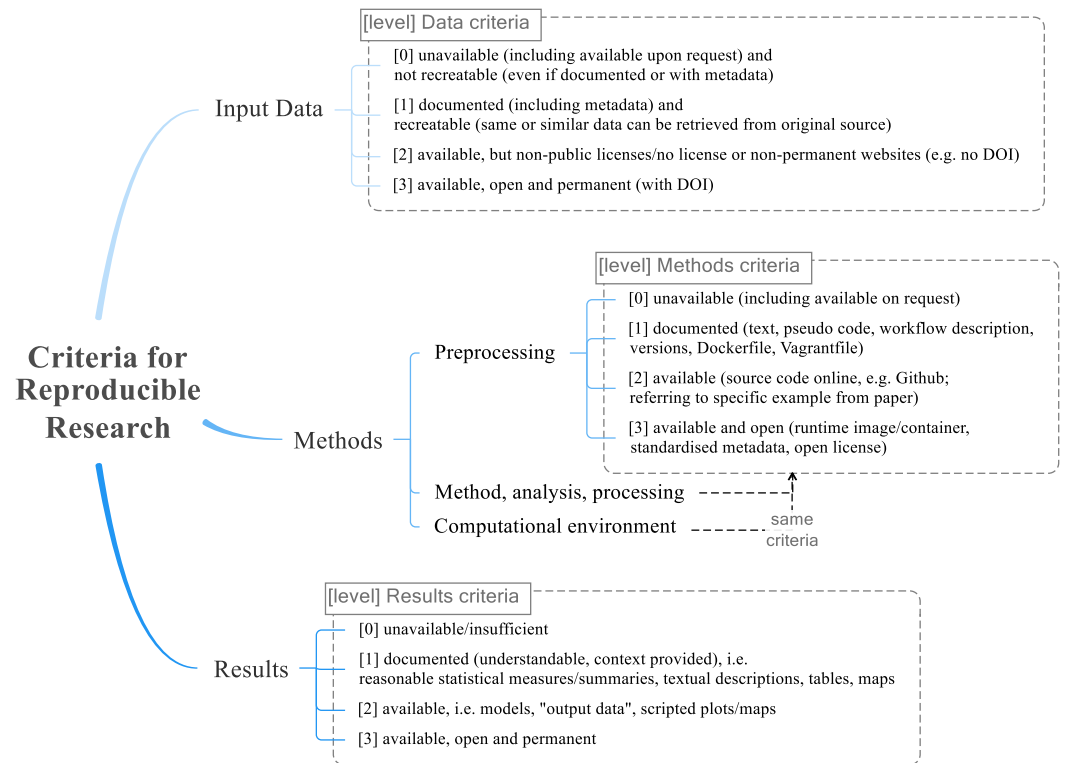 [level] Data criteria
[0] unavailable (including available upon request) and
not recreatable (even if documented or with metadata)
Input Data
[1] documented (including metadata) and
recreatable (same or similar data can be retrieved from original source)
[2] available, but non-public licenses/no license or non-permanent websites (e.g. no DOI)
[3] available, open and permanent (with DOI)
Criteria for
Reproducible
Research
[level] Methods criteria
[0] unavailable (including available on request)
Preprocessing
[1] documented (text, pseudo code, workflow description,
versions, Dockerfile, Vagrantfile)
[2] available (source code online, e.g. Github;
referring to specific example from paper)
Methods
[3] available and open (runtime image/container,
standardised metadata, open license)
Method, analysis, processing
Computational environment
same
criteria
[level] Results criteria
[0] unavailable/insufficient
Results
[1] documented (understandable, context provided), i.e.
reasonable statistical measures/summaries, textual descriptions, tables, maps
[2] available, i.e. models, "output data", scripted plots/maps
[3] available, open and permanent